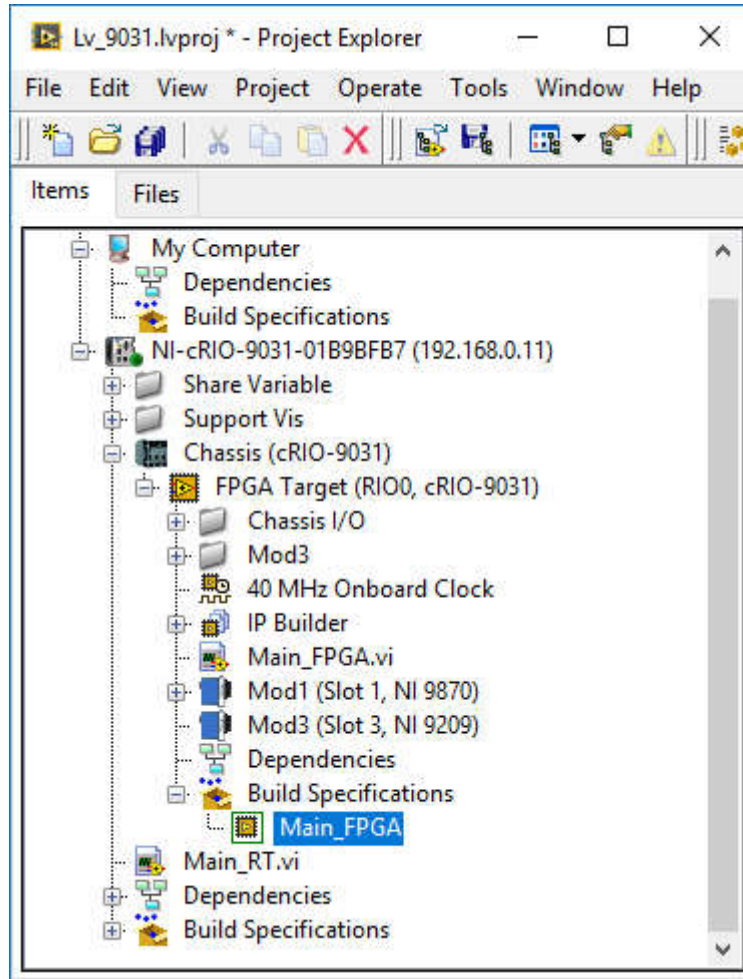 Lv_9031.lvproj * - Project Explorer
File Edit View Project Operate Tools Window Help
Items Files
My Computer
Dependencies
Build Specifications
NI-cRIO-9031-01B9BFB7 (192.168.0.11)
Share Variable
Support Vis
Chassis (cRIO-9031)
FPGA Target (RIO0, cRIO-9031)
Chassis I/O
Mod3
40 MHz Onboard Clock
IP Builder
Main_FPGA.vi
Mod1 (Slot 1, NI 9870)
Mod3 (Slot 3, NI 9209)
Dependencies
Build Specifications
Main_FPGA
Main_RT.vi
Dependencies
Build Specifications